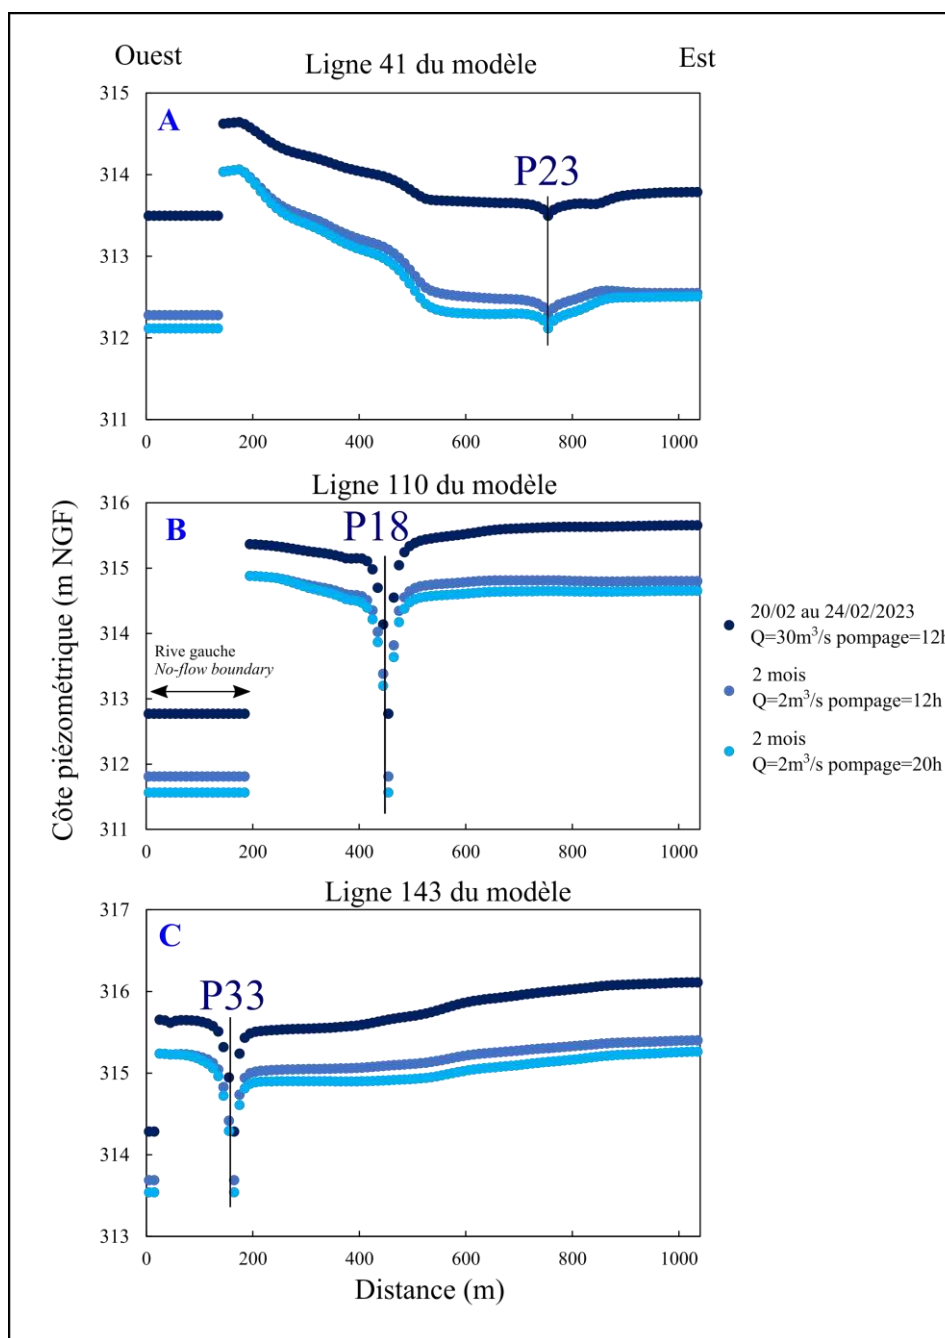 Ouest
Ligne 41 du modèle
Est
315
314
313
312
311
A
P23
0 200 400 600 800 1000
Ligne 110 du modèle
316
315
314
313
312
311
B
P18
Rive gauche
No-flow boundary
0 200 400 600 800 1000
Côte piézométrique (m NGF)
20/02 au 24/02/2023
Q=30m³/s pompage=12h
2 mois
Q=2m³/s pompage=12h
2 mois
Q=2m³/s pompage=20h
Ligne 143 du modèle
317
316
315
314
313
C
P33
0 200 400 600 800 1000
Distance (m)